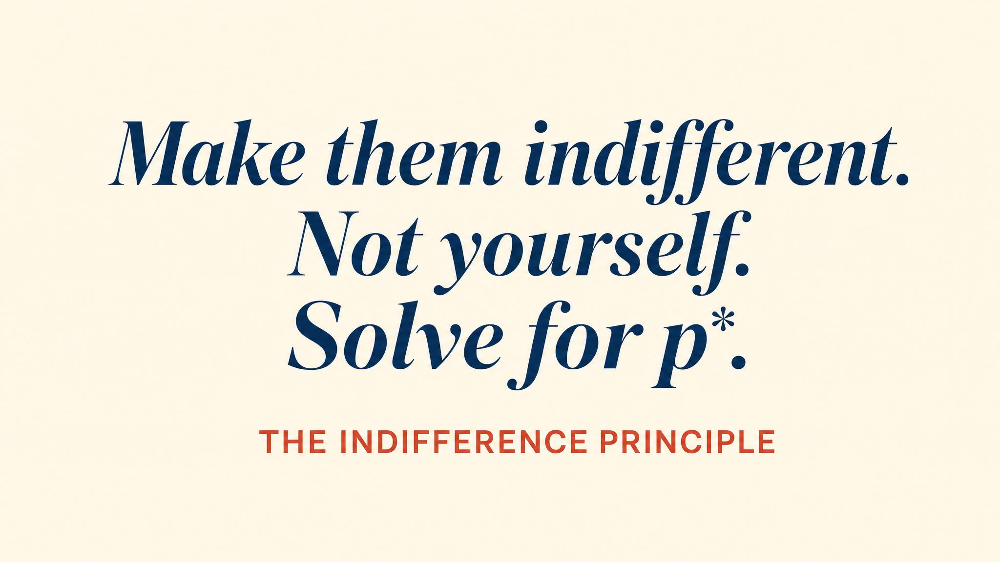 Make them indifferent.
Not yourself.
Solve for p*.
THE INDIFFERENCE PRINCIPLE